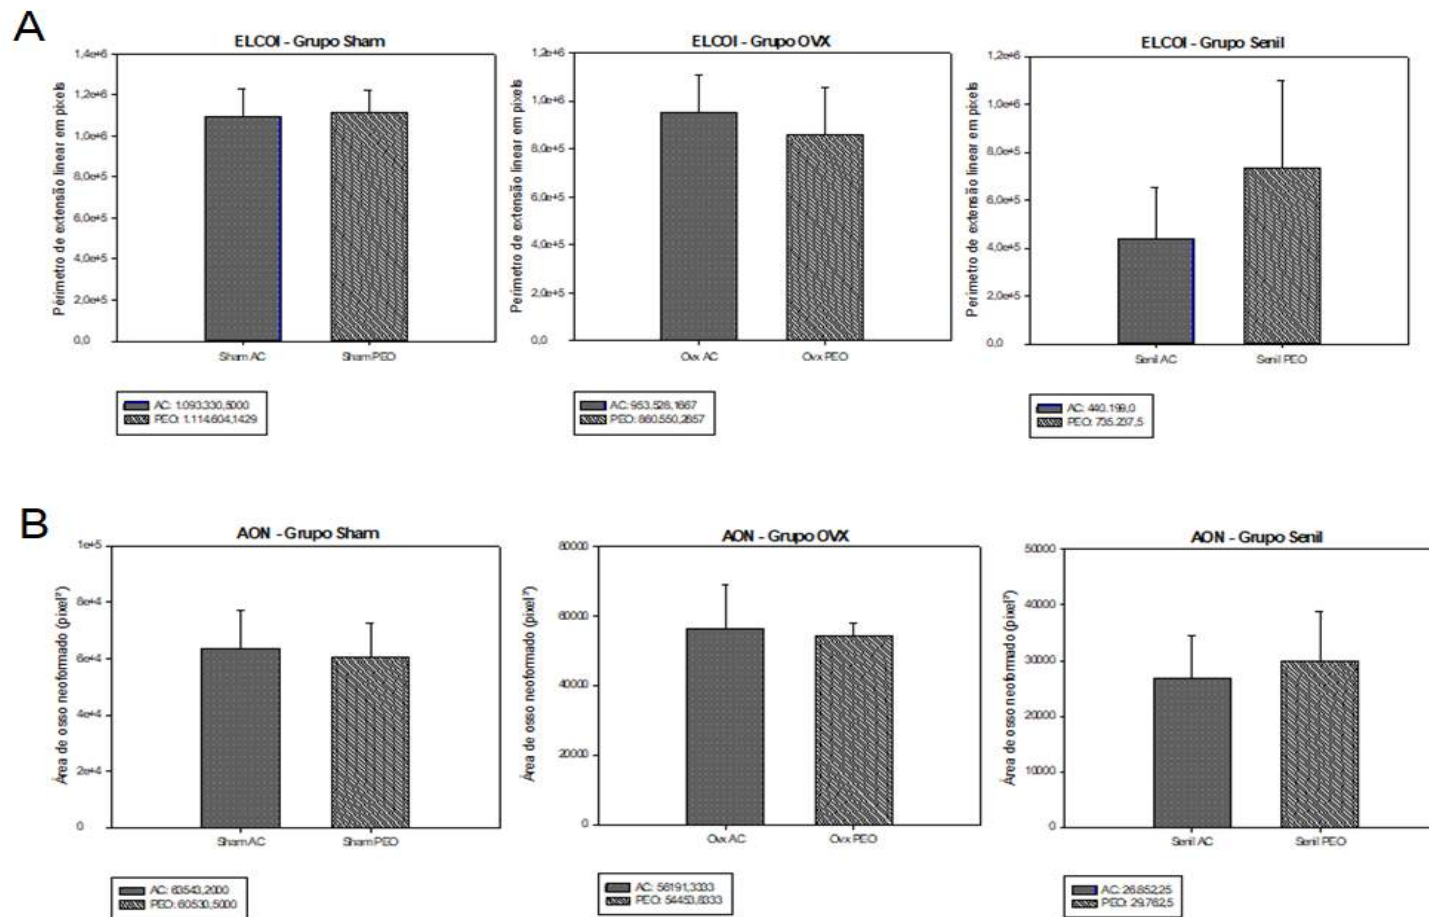 A
ELCOI - Grupo Sham
Périmetro de extensão linear em pixels
1,4e+6
1,2e+6
1,0e+6
8,0e+5
6,0e+5
4,0e+5
2,0e+5
0,0
Sham AC
Sham PEO
AC: 1.093.330,5000
PEO: 1.114.604,1429
ELCOI - Grupo OVX
Perimetro de extensão linear em pixels
1,2e+6
1,0e+6
8,0e+5
6,0e+5
4,0e+5
2,0e+5
0,0
Ovx AC
Ovx PEO
AC: 953.528,1667
PEO: 860.550,2857
ELCOI - Grupo Senil
Perimetro de extensão linear em pixels
1,2e+6
1,0e+6
8,0e+5
6,0e+5
4,0e+5
2,0e+5
0,0
Senil AC
Senil PEO
AC: 440.199,0
PEO: 735.237,5
B
AON - Grupo Sham
Área de osso neoformado (pixel²)
1e+5
8e+4
6e+4
4e+4
2e+4
0
Sham AC
Sham PEO
AC: 63543,2000
PEO: 60530,5000
AON - Grupo OVX
Área de osso neoformado (pixel²)
80000
60000
40000
20000
0
Ovx AC
Ovx PEO
AC: 56191,3333
PEO: 54453,8333
AON - Grupo Senil
Área de osso neoformado (pixel²)
50000
40000
30000
20000
10000
0
Senil AC
Senil PEO
AC: 26.852,25
PEO: 29.762,5